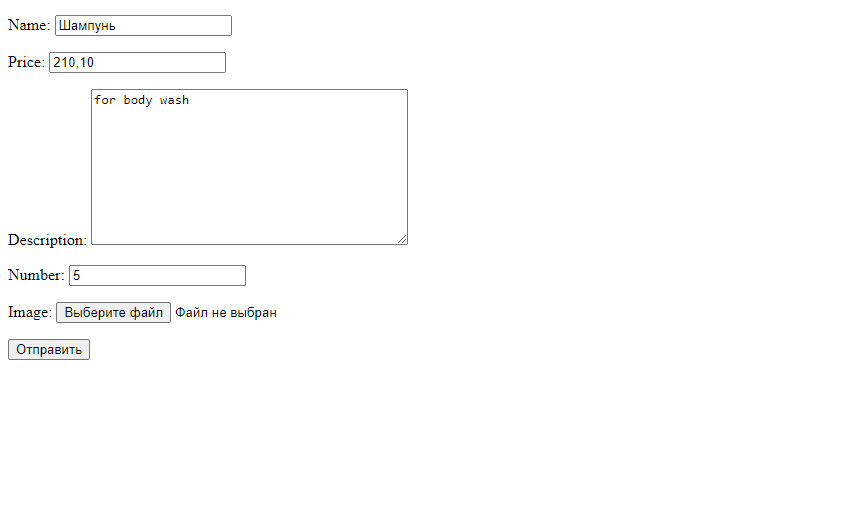 Name: Шампунь
Price: 210,10
for body wash
Description:
Number: 5
Image: Выберите файл Файл не выбран
Отправить